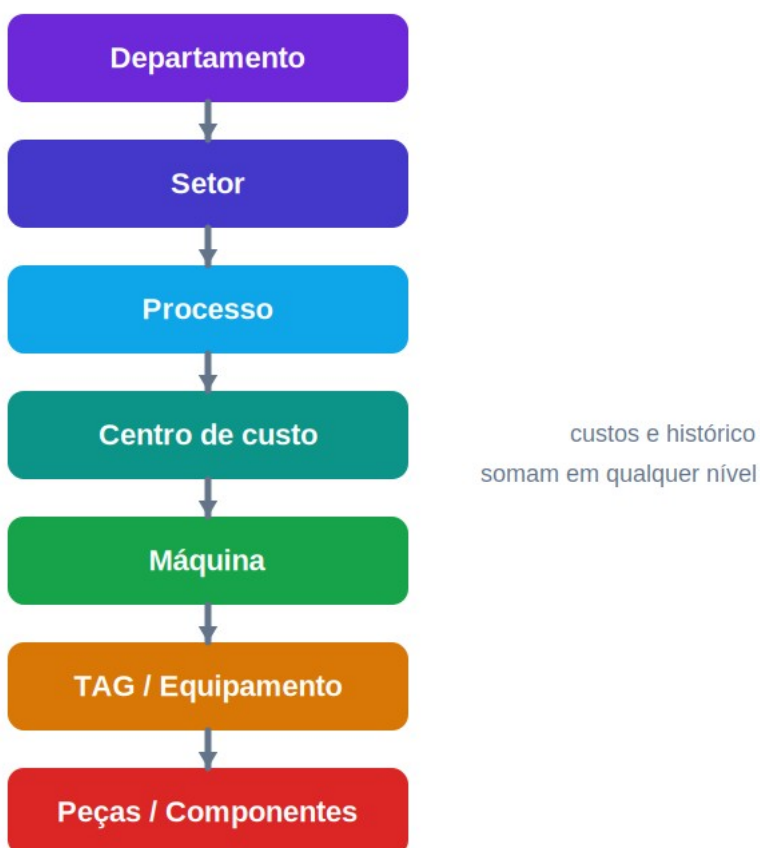 Departamento
Setor
Processo
Centro de custo
custos e histórico
somam em qualquer nível
Máquina
TAG / Equipamento
Peças / Componentes